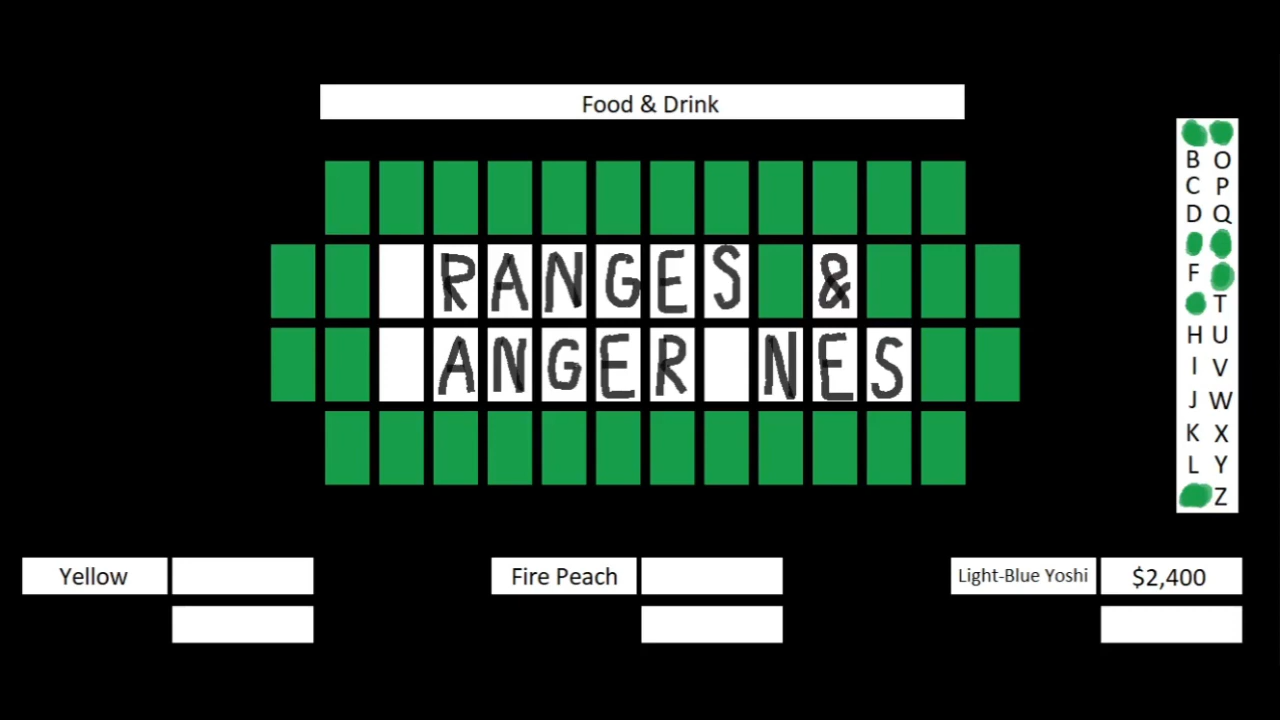 Food & Drink
B O
C P
D Q
F
T
H U
I V
J W
K X
L Y
Z
RANGES &
ANGER NES
Yellow
Fire Peach
Light-Blue Yoshi $2,400